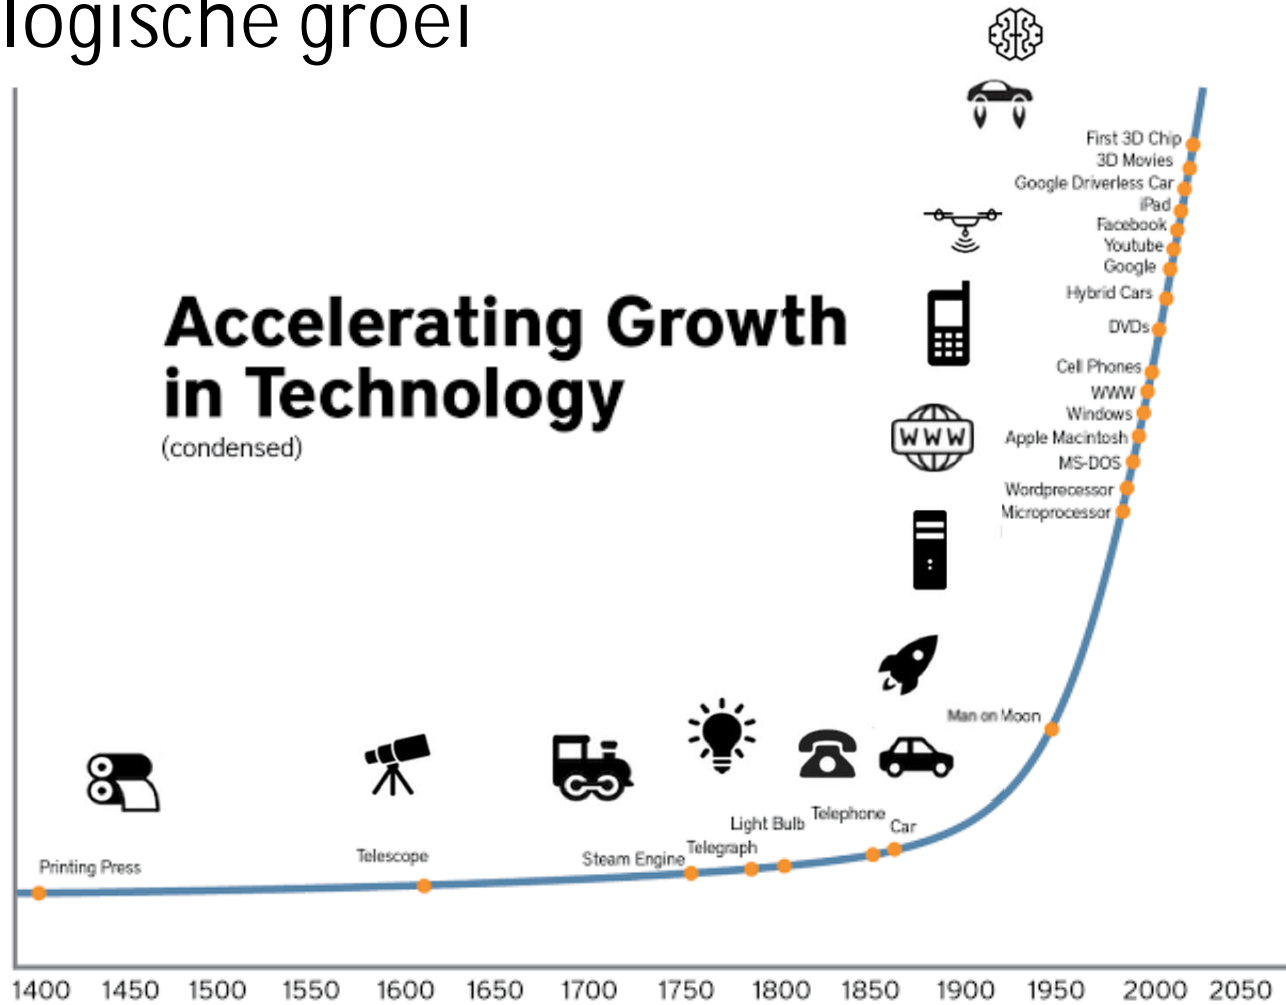 logische groei
Accelerating Growth
in Technology
(condensed)
First 3D Chip
3D Movies
Google Driverless Car
iPad
Facebook
Youtube
Google
Hybrid Cars
DVDs
Cell Phones
WWW
Windows
Apple Macintosh
MS-DOS
Wordprecessor
Microprocessor
WWW
Man on Moon
Printing Press
Telescope
Steam Engine
Telegraph
Light Bulb
Telephone
Car
1400 1450 1500 1550 1600 1650 1700 1750 1800 1850 1900 1950 2000 2050